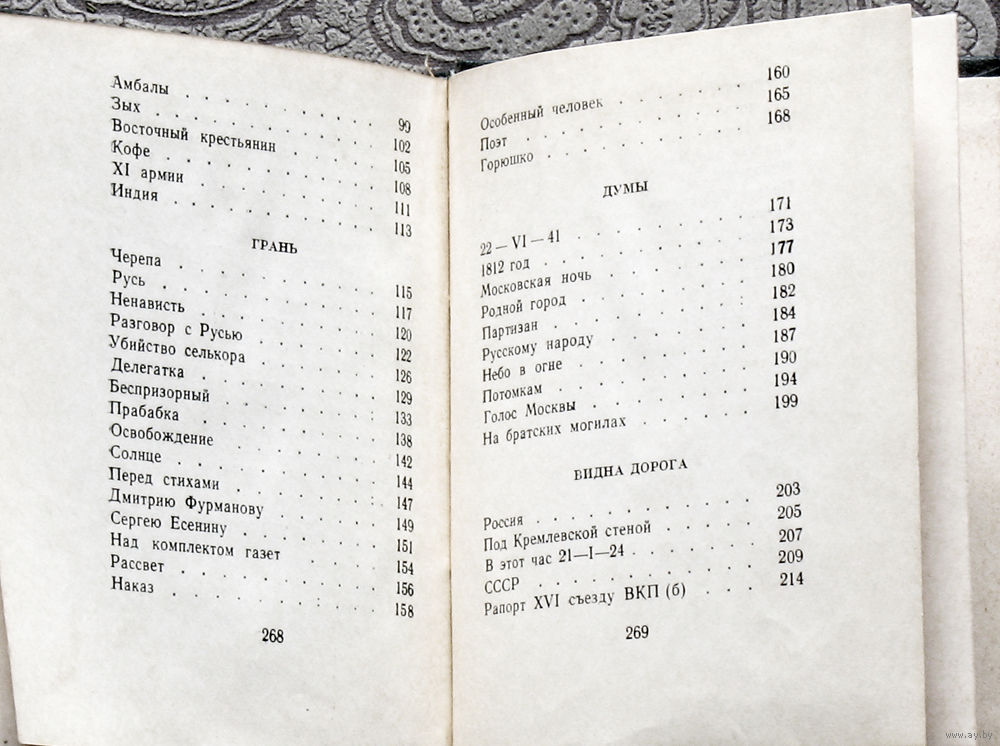 Амбалы . . . . . . . . . . 99
Зых . . . . . . . . . . 102
Восточный крестьянин . . . . . 105
Кофе . . . . . . . . . . 108
XI армии . . . . . . . . . 111
Индия . . . . . . . . . . 113
ГРАНЬ
Черепа . . . . . . . . . . 115
Русь . . . . . . . . . . 117
Ненависть . . . . . . . . . 120
Разговор с Русью . . . . . . 122
Убийство селькора . . . . . . 126
Делегатка . . . . . . . . . 129
Беспризорный . . . . . . . . 133
Прабабка . . . . . . . . . 138
Освобождение . . . . . . . . 142
Солнце . . . . . . . . . . 144
Перед стихами . . . . . . . 147
Дмитрию Фурманову . . . . . 149
Сергею Есенину . . . . . . . 151
Над комплектом газет . . . . 154
Рассвет . . . . . . . . . . 156
Наказ . . . . . . . . . . 158
268
Особенный человек . . . . . . 160
Поэт . . . . . . . . . . 165
Горюшко . . . . . . . . . 168
ДУМЫ
22—VI—41 . . . . . . . . 171
1812 год . . . . . . . . . 173
Московская ночь . . . . . . . 177
Родной город . . . . . . . . 180
Партизан . . . . . . . . . 182
Русскому народу . . . . . . . 184
Небо в огне . . . . . . . . 187
Потомкам . . . . . . . . . 190
Голос Москвы . . . . . . . . 194
На братских могилах . . . . . 199
ВИДНА ДОРОГА
Россия . . . . . . . . . . 203
Под Кремлевской стеной . . . . 205
В этот час 21—I—24 . . . . . 207
СССР . . . . . . . . . . 209
Рапорт XVI съезду ВКП (б) . . . 214
269
www.ay.by